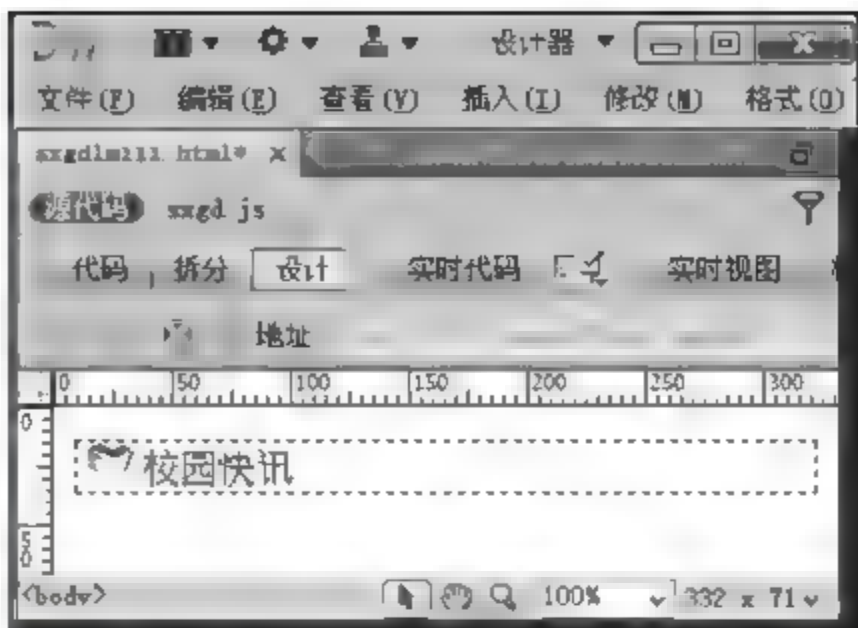 设计器
文件(F) 编辑(E) 查看(V) 插入(I) 修改(M) 格式(O)
源代码 sxgd js
代码 拆分 设计 实时代码 实时视图
地址
0 50 100 150 200 250 300
0
校园快讯
50
<body> 100% 332 x 71